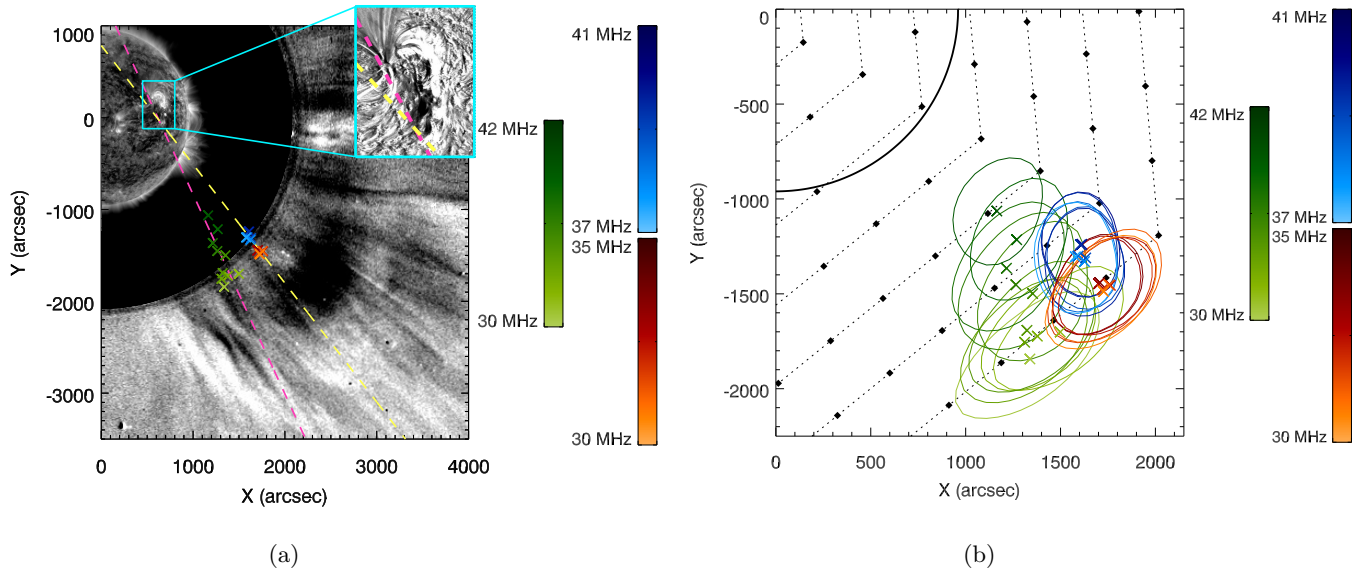 1000
0
-1000
-2000
-3000
Y (arcsec)
0 1000 2000 3000 4000
X (arcsec)
42 MHz
30 MHz
41 MHz
37 MHz
35 MHz
30 MHz
(a)
0
-500
-1000
-1500
-2000
Y (arcsec)
0 500 1000 1500 2000
X (arcsec)
42 MHz
30 MHz
41 MHz
37 MHz
35 MHz
30 MHz
(b)